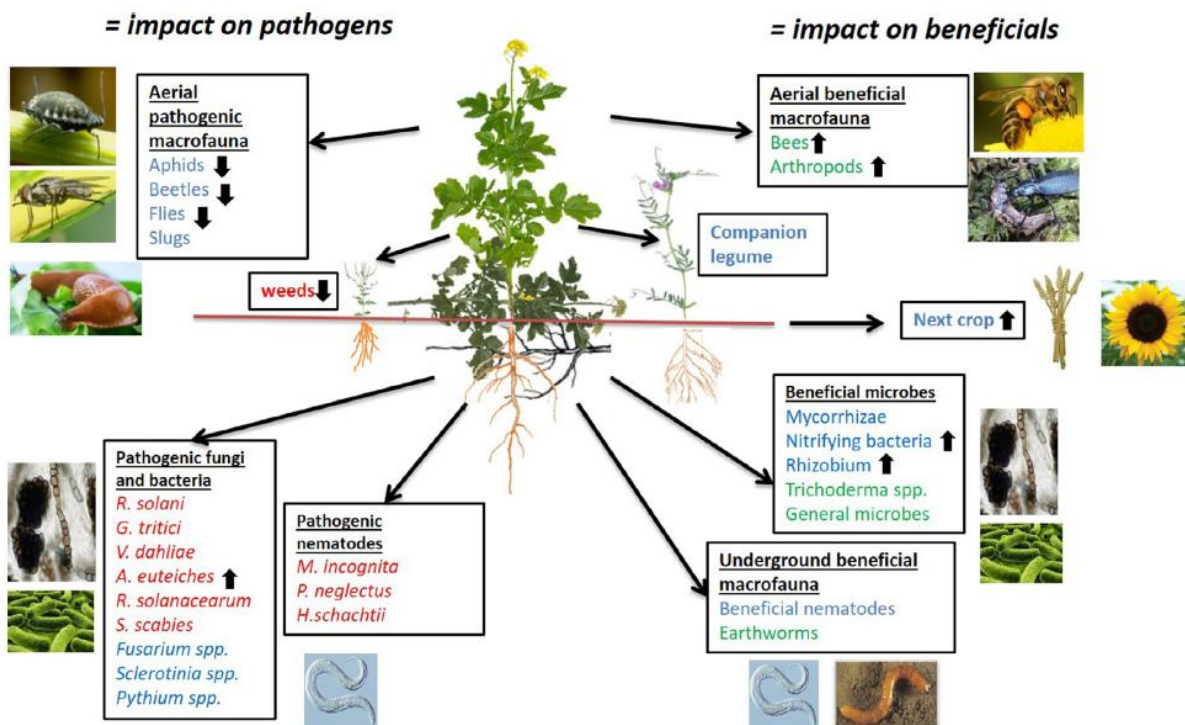 = impact on pathogens
= impact on beneficials
Aerial
pathogenic
macrofauna
Aphids
Beetles
Flies
Slugs
Aerial beneficial
macrofauna
Bees
Arthropods
Companion
legume
weeds
Next crop
Pathogenic fungi
and bacteria
R. solani
G. tritici
V. dahliae
A. euteiches
R. solanacearum
S. scabies
Fusarium spp.
Sclerotinia spp.
Pythium spp.
Pathogenic
nematodes
M. incognita
P. neglectus
H.schachtii
Beneficial microbes
Mycorrhizae
Nitrifying bacteria
Rhizobium
Trichoderma spp.
General microbes
Underground beneficial
macrofauna
Beneficial nematodes
Earthworms